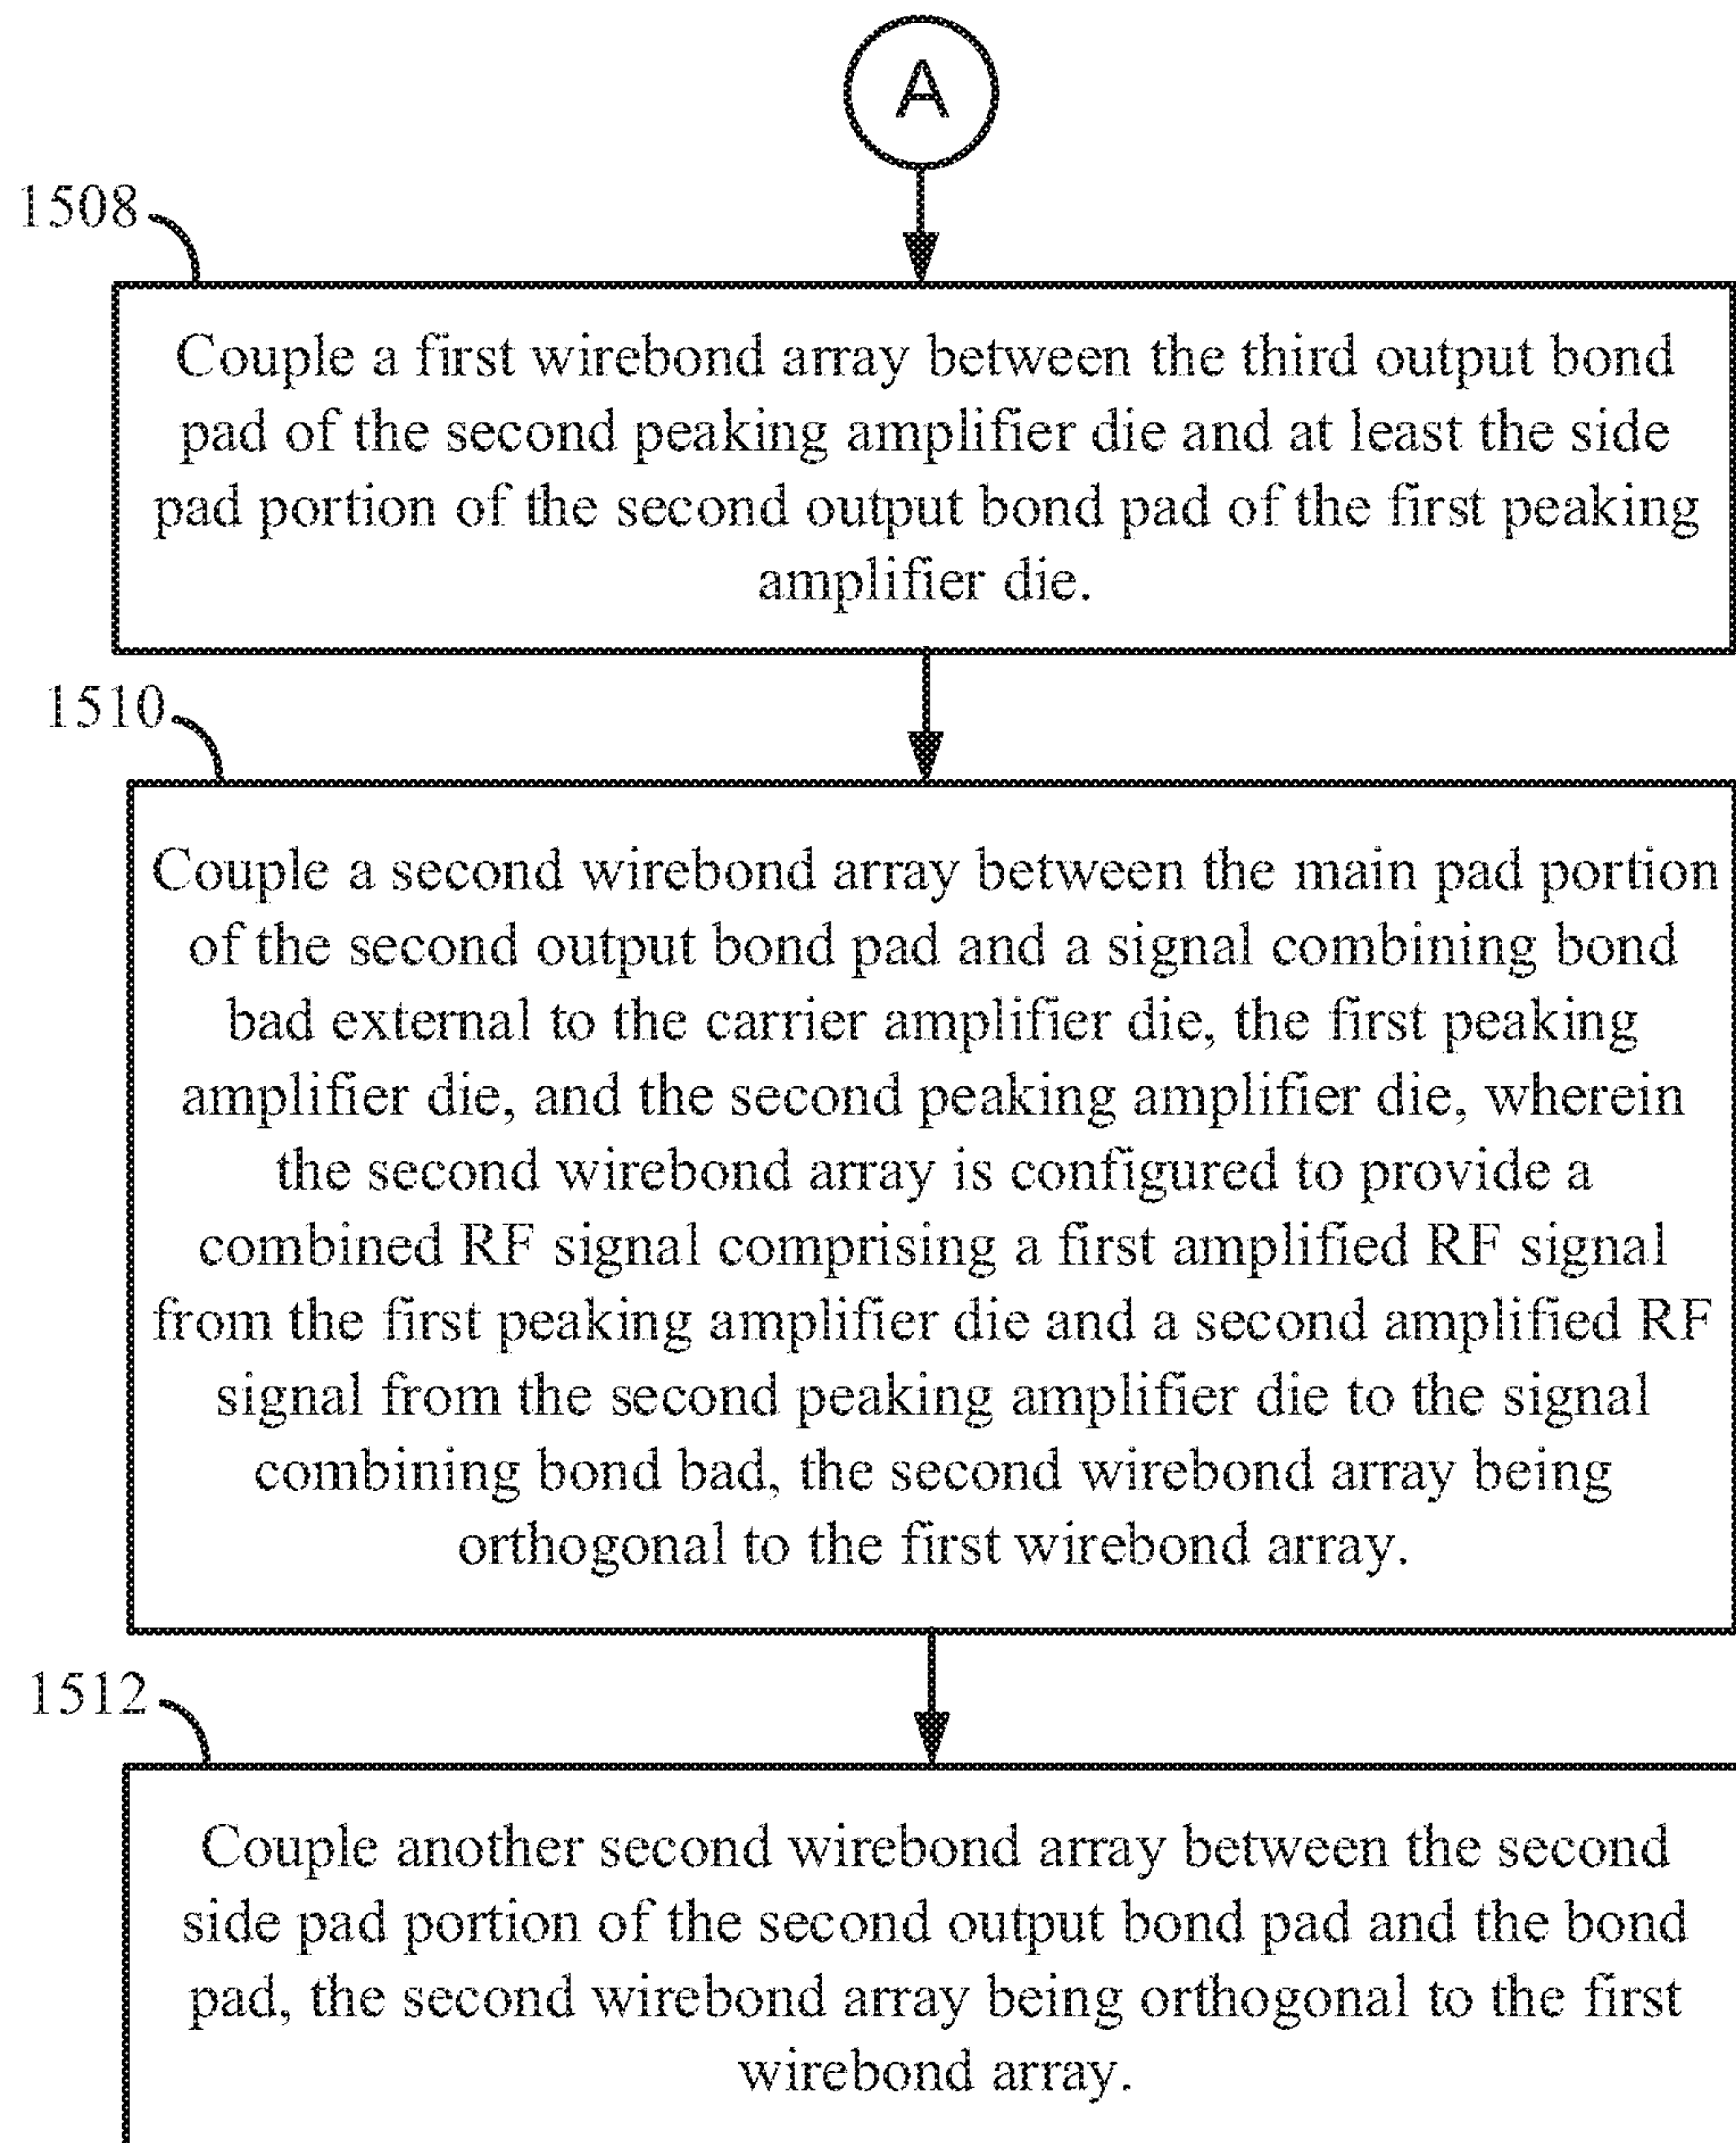 A
1508
Couple a first wirebond array between the third output bond
pad of the second peaking amplifier die and at least the side
pad portion of the second output bond pad of the first peaking
amplifier die.
1510
Couple a second wirebond array between the main pad portion
of the second output bond pad and a signal combining bond
bad external to the carrier amplifier die, the first peaking
amplifier die, and the second peaking amplifier die, wherein
the second wirebond array is configured to provide a
combined RF signal comprising a first amplified RF signal
from the first peaking amplifier die and a second amplified RF
signal from the second peaking amplifier die to the signal
combining bond bad, the second wirebond array being
orthogonal to the first wirebond array.
1512
Couple another second wirebond array between the second
side pad portion of the second output bond pad and the bond
pad, the second wirebond array being orthogonal to the first
wirebond array.